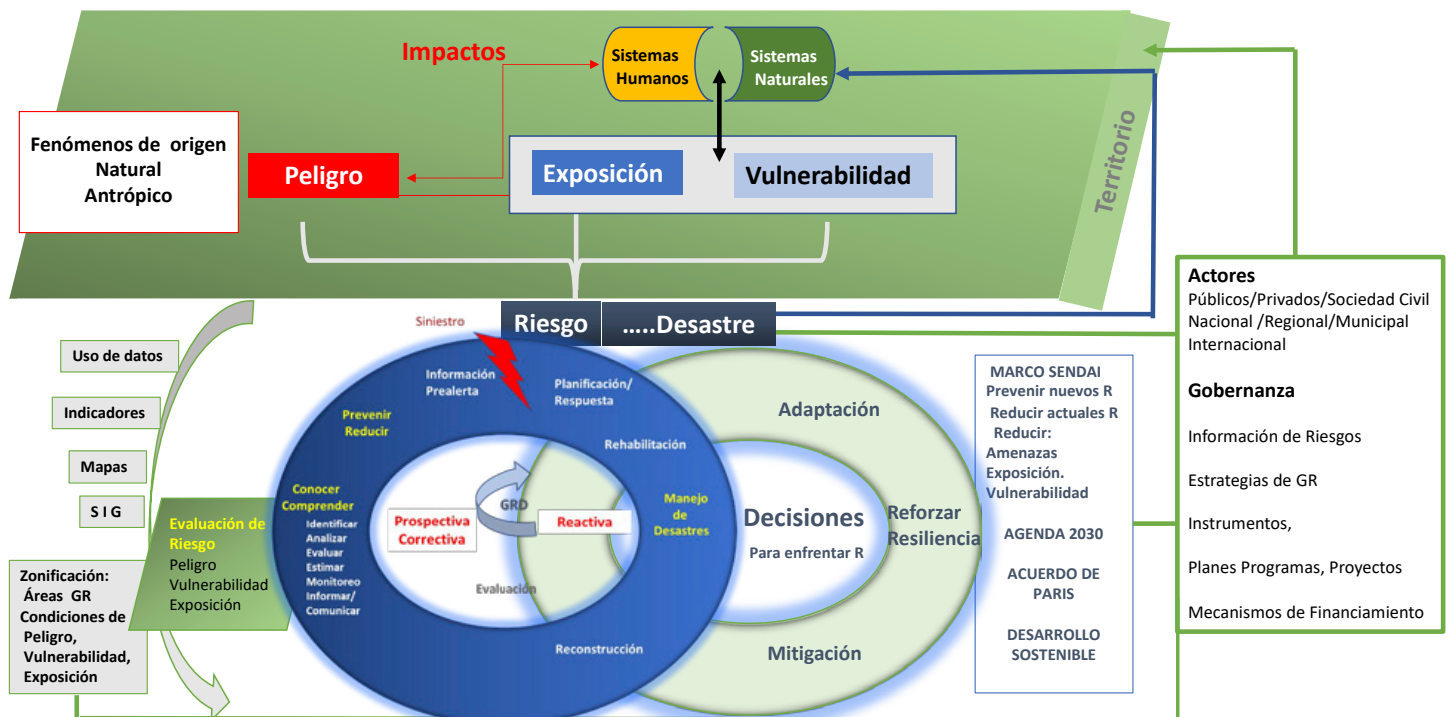 Impactos
Sistemas
Humanos
Sistemas
Naturales
Fenómenos de origen
Natural
Antrópico
Peligro
Exposición
Vulnerabilidad
Territorio
Riesgo
.....Desastre
Siniestro
Uso de datos
Indicadores
Mapas
S I G
Evaluación de
Riesgo
Peligro
Vulnerabilidad
Exposición
Zonificación:
Áreas GR
Condiciones de
Peligro,
Vulnerabilidad,
Exposición
Información
Prealerta
Planificación/
Respuesta
Prevenir
Reducir
Rehabilitación
Conocer
Comprender
Identificar
Analizar
Evaluar
Estimar
Monitoreo
Informar/
Comunicar
Prospectiva
Correctiva
GRD
Reactiva
Evaluación
Manejo
de
Desastres
Reconstrucción
Adaptación
Decisiones
Para enfrentar R
Reforzar
Resiliencia
Mitigación
MARCO SENDAI
Prevenir nuevos R
Reducir actuales R
Reducir:
Amenazas
Exposición.
Vulnerabilidad
AGENDA 2030
ACUERDO DE
PARIS
DESARROLLO
SOSTENIBLE
Actores
Públicos/Privados/Sociedad Civil
Nacional /Regional/Municipal
Internacional
Gobernanza
Información de Riesgos
Estrategias de GR
Instrumentos,
Planes Programas, Proyectos
Mecanismos de Financiamiento